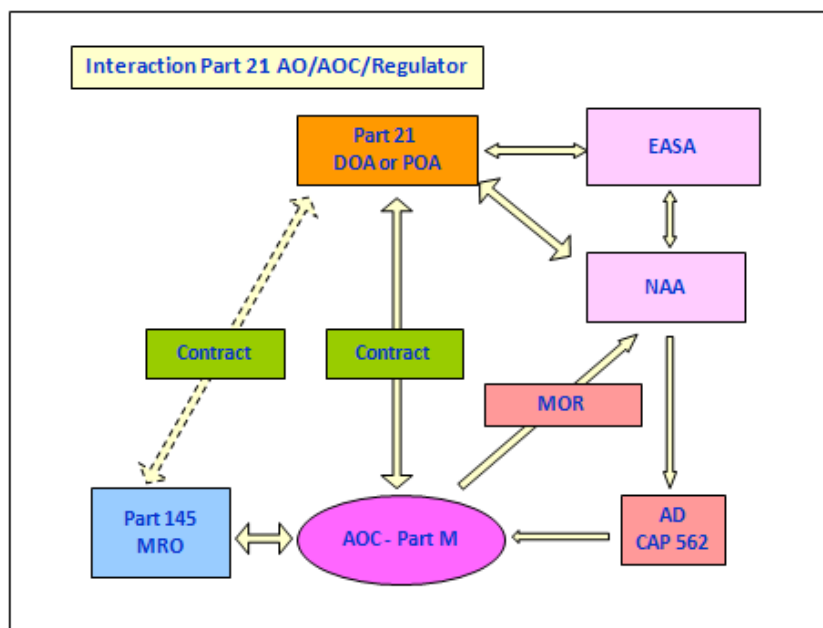 Interaction Part 21 AO/AOC/Regulator
Part 21
DOA or POA
EASA
NAA
Contract
Contract
MOR
Part 145
MRO
AOC - Part M
AD
CAP 562